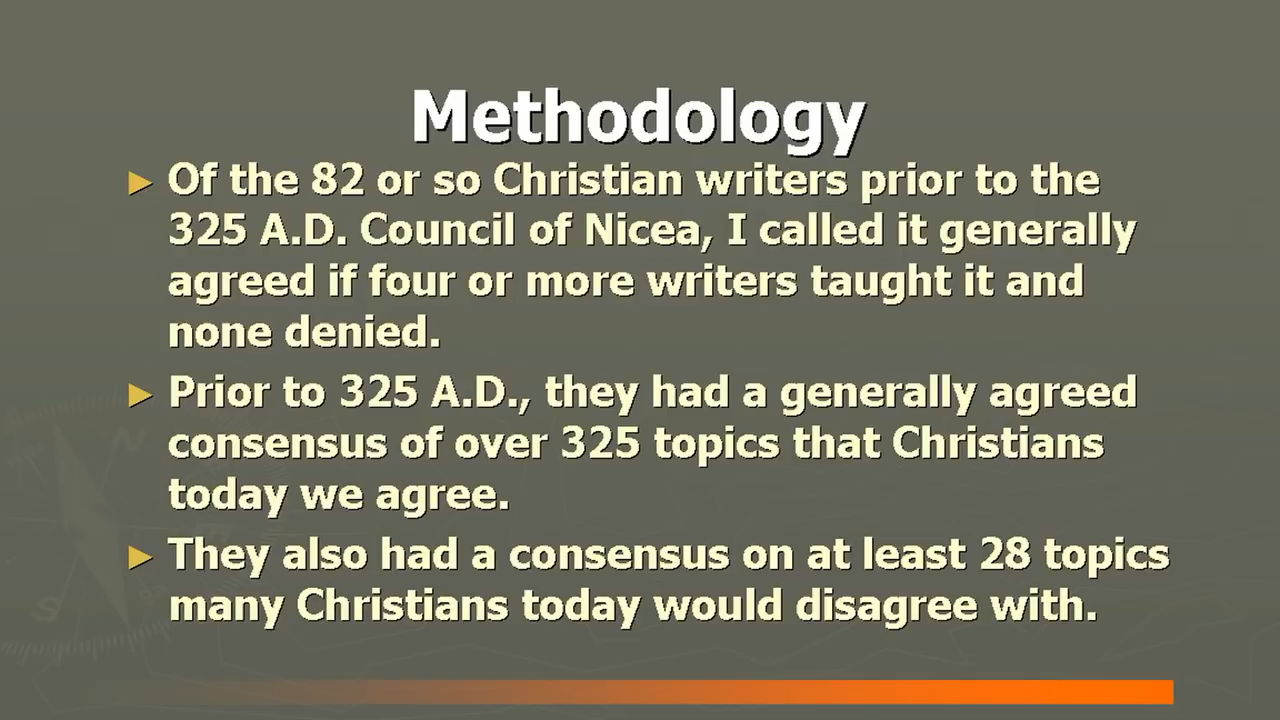 Methodology
► Of the 82 or so Christian writers prior to the
325 A.D. Council of Nicea, I called it generally
agreed if four or more writers taught it and
none denied.
► Prior to 325 A.D., they had a generally agreed
consensus of over 325 topics that Christians
today we agree.
► They also had a consensus on at least 28 topics
many Christians today would disagree with.
N
S